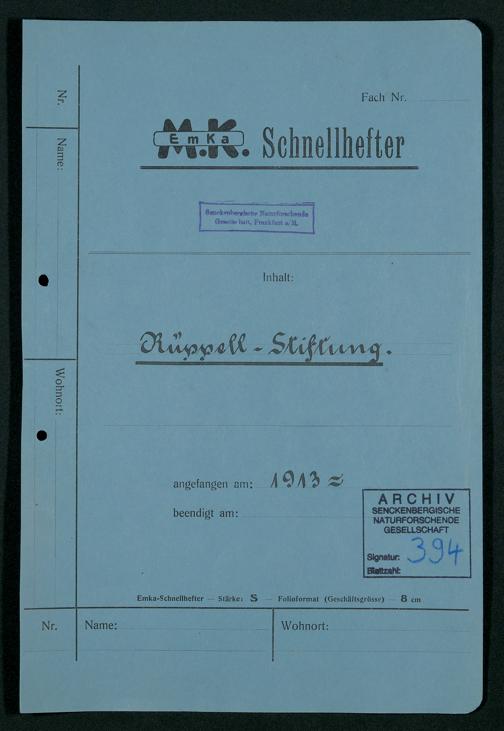 Nr.
Name:
Wohnort:
Fach Nr.
M.K.
EmKa
Schnellhefter
Senckenbergische Naturforschende
Gesellschaft, Frankfurt a/M.
Inhalt:
Rüppell-Stiftung.
angefangen am: 1913
beendigt am:
ARCHIV
SENCKENBERGISCHE
NATURFORSCHENDE
GESELLSCHAFT
Signatur: 394
Blattzahl:
Emka-Schnellhefter — Stärke: S — Folioformat (Geschäftsgrösse) — 8 cm
Nr. Name: Wohnort: